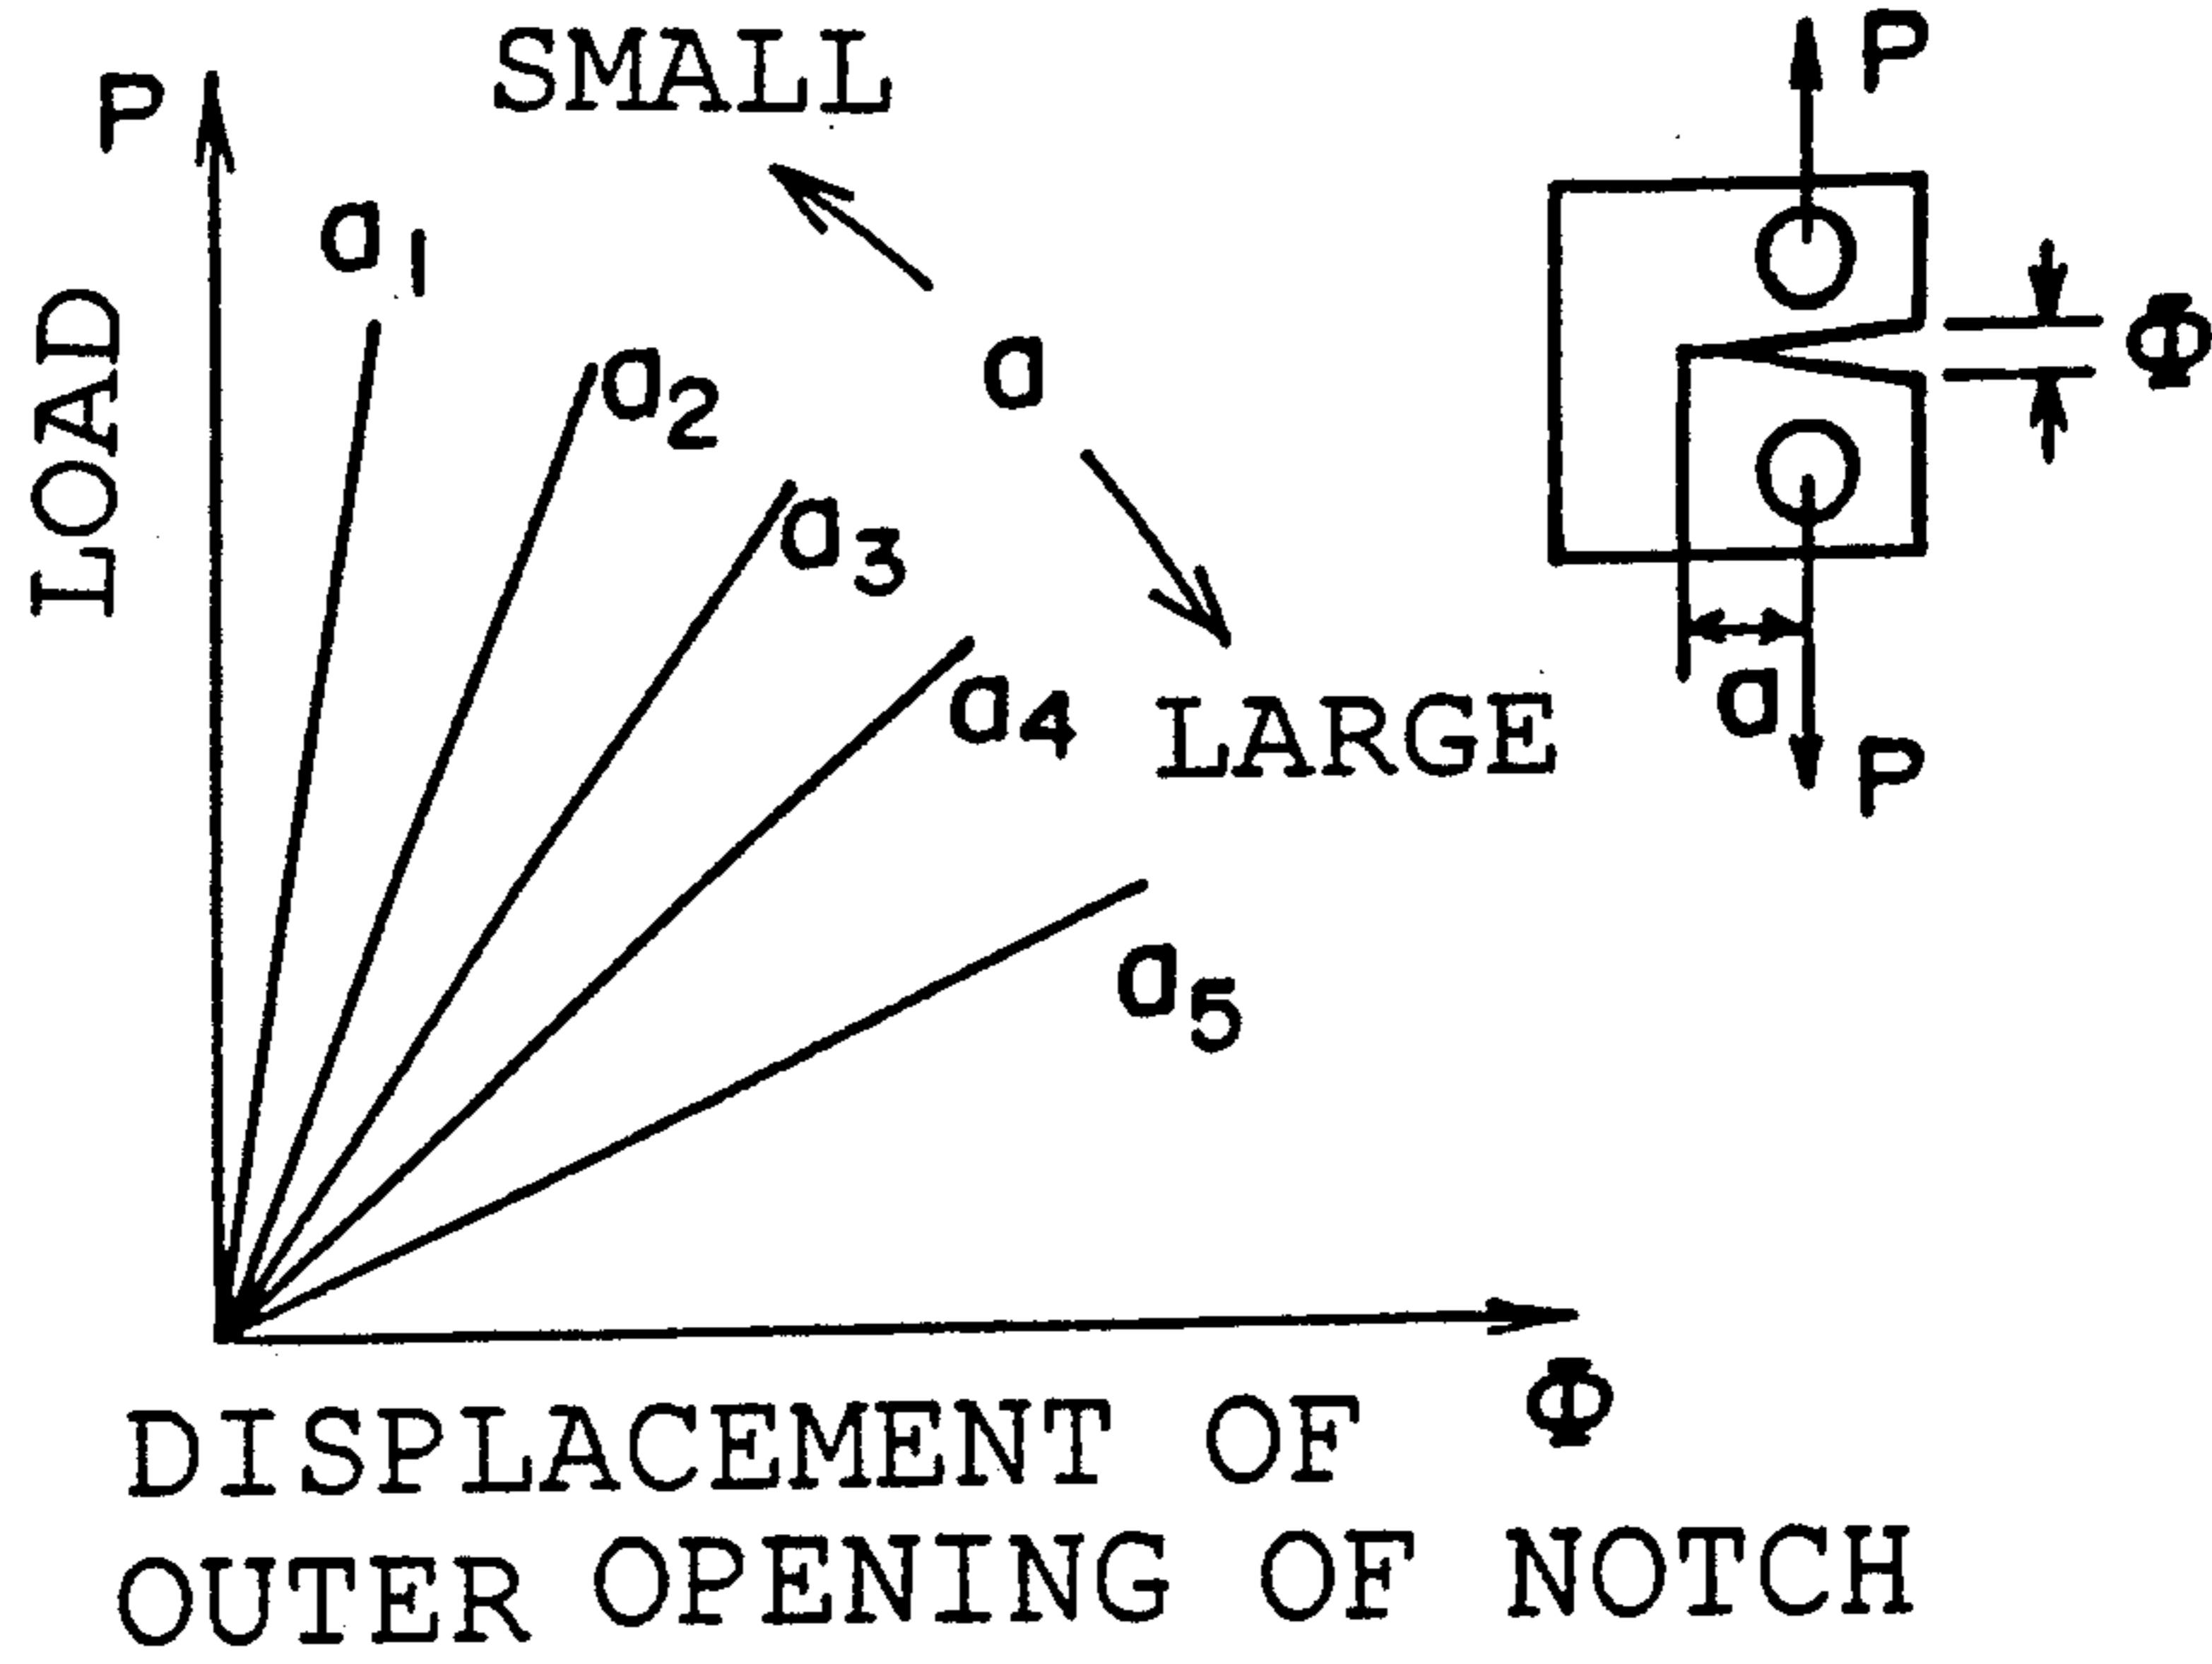 SMALL
P
P
a1
LOAD
a2
a
Φ
a3
a4
LARGE
a
P
a5
Φ
DISPLACEMENT OF
OUTER OPENING OF NOTCH